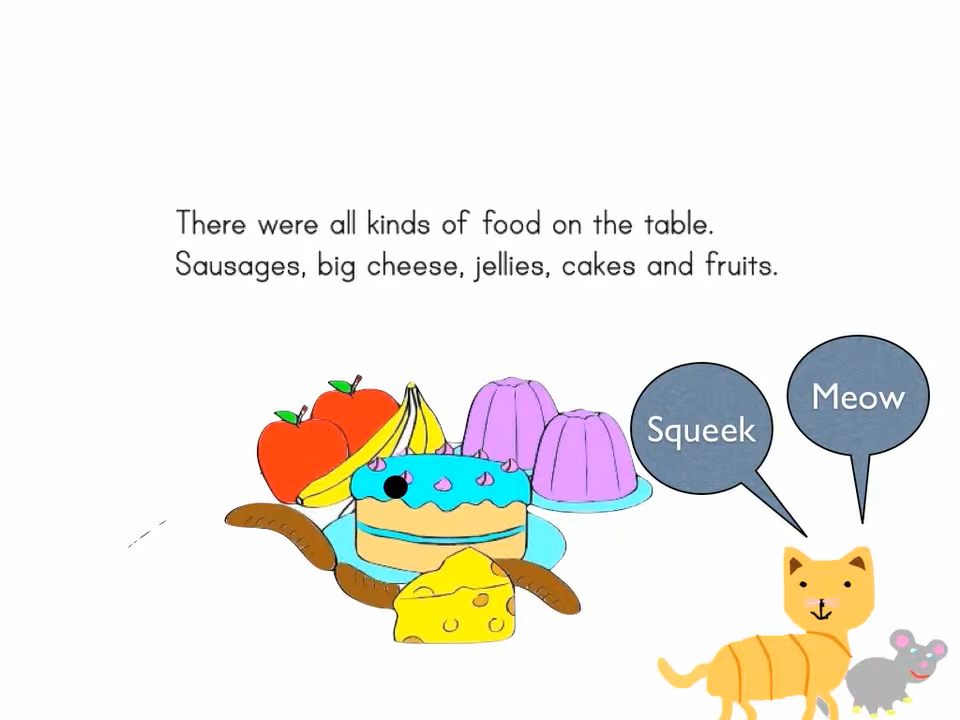 There were all kinds of food on the table.
Sausages, big cheese, jellies, cakes and fruits.
Squeek
Meow